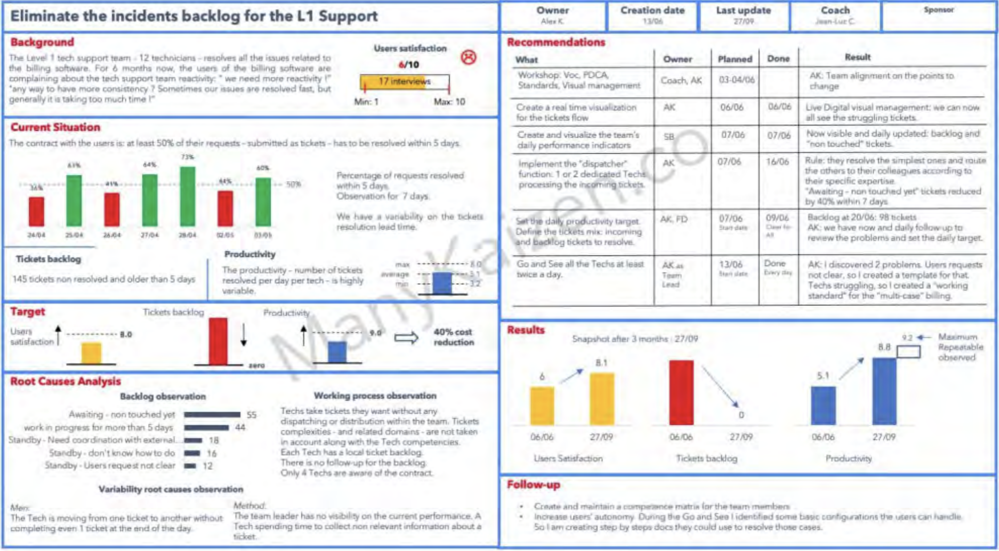 Eliminate the incidents backlog for the L1 Support
Owner
Alex K.
Creation date
13/06
Last update
27/09
Coach
Jean-Luc C.
Sponsor
Background
The Level 1 tech support team - 12 technicians - resolves all the issues related to
the billing software. For 6 months now, the users of the billing software are
complaining about the tech support team reactivity: " we need more reactivity !"
"any way to have more consistency ? Sometimes our issues are resolved fast, but
generally it is taking too much time !"
Users satisfaction
6/10
17 interviews
Min: 1
Max: 10
Current Situation
The contract with the users is: at least 50% of their requests - submitted as tickets - has to be resolved within 5 days.
36%
63%
41%
64%
73%
44%
60%
50%
24/04
25/04
26/04
27/04
28/04
02/05
03/05
Percentage of requests resolved
within 5 days.
Observation for 7 days.
We have a variability on the tickets
resolution lead time.
Tickets backlog
145 tickets non resolved and older than 5 days
Productivity
The productivity - number of tickets
resolved per day per tech - is highly
variable.
max
8.0
average
5.1
min
3.2
Target
Users
satisfaction
8.0
Tickets backlog
zero
Productivity
9.0
40% cost
reduction
Root Causes Analysis
Backlog observation
Awaiting - non touched yet
55
work in progress for more than 5 days
44
Standby - Need coordination with external...
18
Standby - don't know how to do
16
Standby - Users request not clear
12
Working process observation
Techs take tickets they want without any
dispatching or distribution within the team. Tickets
complexities - and related domains - are not taken
in account along with the Tech competencies.
Each Tech has a local ticket backlog.
There is no follow-up for the backlog.
Only 4 Techs are aware of the contract.
Variability root causes observation
Men:
The Tech is moving from one ticket to another without
completing even 1 ticket at the end of the day.
Method:
The team leader has no visibility on the current performance. A
Tech spending time to collect non relevant information about a
ticket.
Recommendations
What
Owner
Planned
Done
Result
Workshop: Voc, PDCA,
Standards, Visual management
Coach, AK
03-04/06
AK: Team alignment on the points to
change
Create a real time visualization
for the tickets flow
AK
06/06
06/06
Live Digital visual management: we can now
all see the struggling tickets.
Create and visualize the team's
daily performance indicators
SB
07/06
07/06
Now visible and daily updated: backlog and
"non touched" tickets.
Implement the "dispatcher"
function: 1 or 2 dedicated Techs
processing the incoming tickets.
AK
07/06
16/06
Rule: they resolve the simplest ones and route
the others to their colleagues according to
their specific expertise.
"Awaiting - non touched yet" tickets reduced
by 40% within 7 days
Set the daily productivity target.
Define the tickets mix: incoming
and backlog tickets to resolve.
AK, FD
07/06
Start date
09/06
Clear for
All
Backlog at 20/06: 98 tickets
AK: we have now and daily follow-up to
review the problems and set the daily target.
Go and See all the Techs at least
twice a day.
AK as
Team
Lead
13/06
Start date
Done
Every day
AK: I discovered 2 problems. Users requests
not clear, so I created a template for that.
Techs struggling, so I created a "working
standard" for the "multi-case" billing.
Results
Snapshot after 3 months : 27/09
6
8.1
06/06
27/09
Users Satisfaction
0
06/06
27/09
Tickets backlog
5.1
8.8
9.2
Maximum
Repeatable
observed
06/06
27/09
Productivity
Follow-up
• Create and maintain a competence matrix for the team members
• Increase users' autonomy. During the Go and See I identified some basic configurations the users can handle.
So I am creating step by steps docs they could use to resolve those cases.
ManyKaizen.co